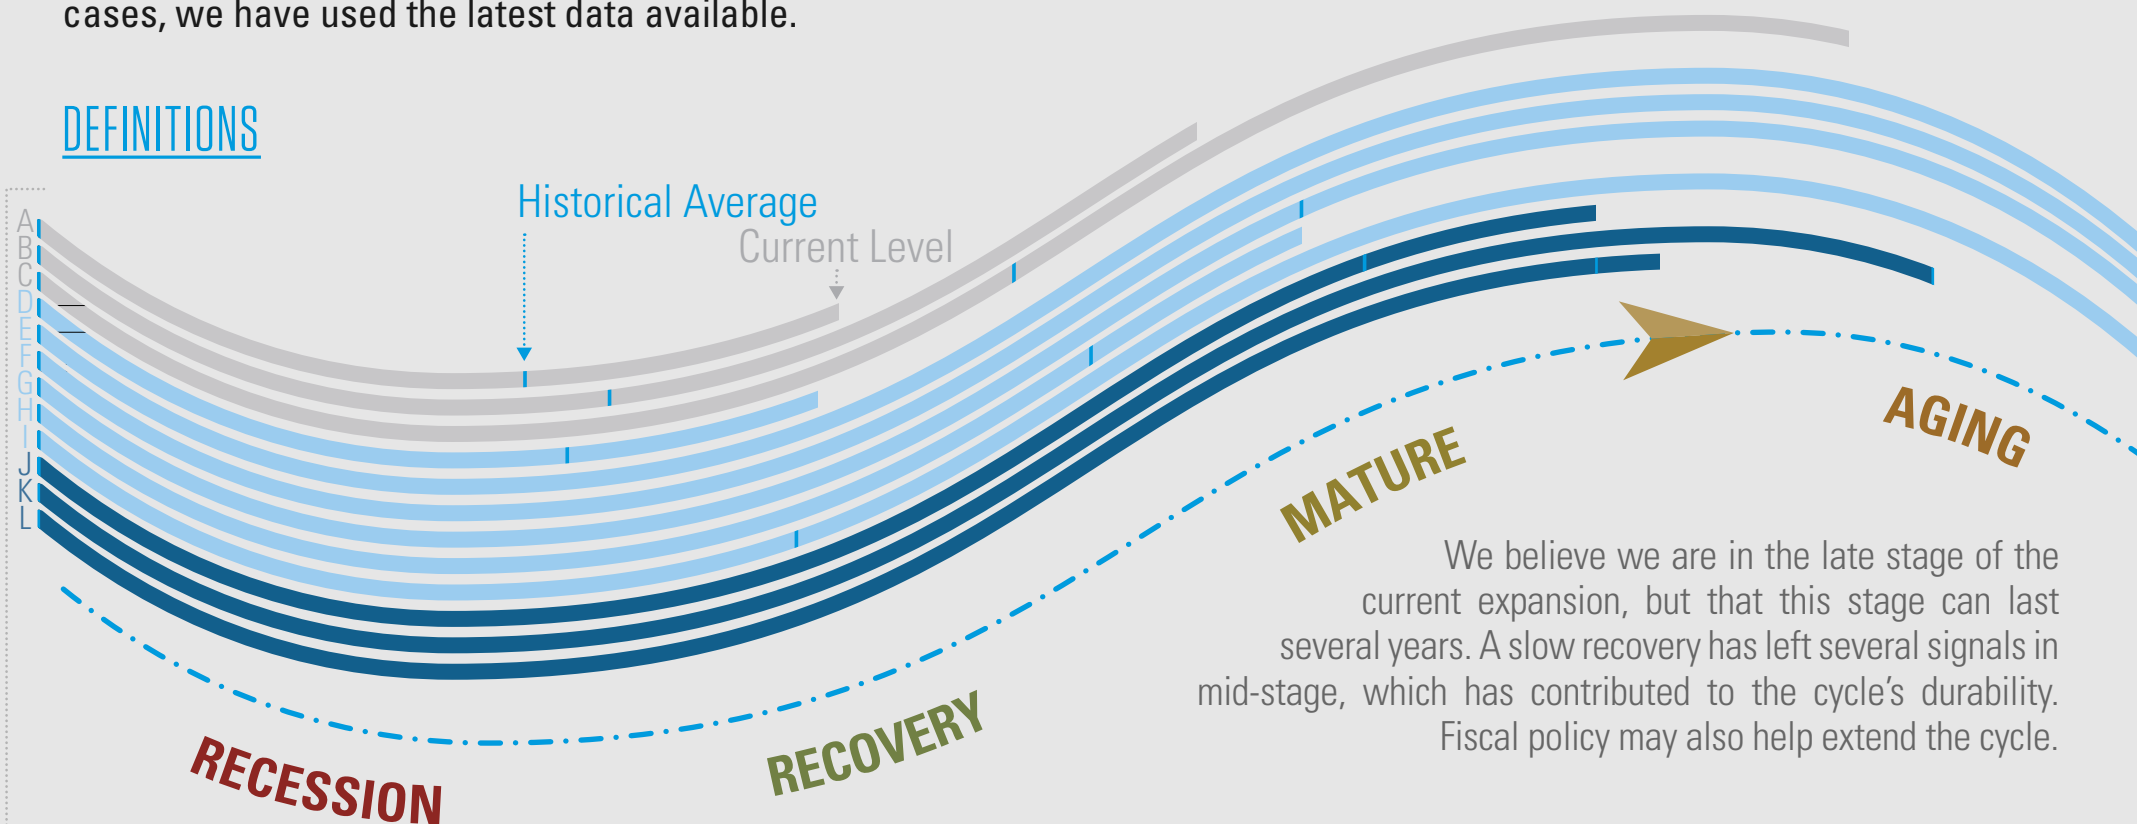 cases, we have used the latest data available.
DEFINITIONS
Historical Average
Current Level
A
B
C
D
E
F
G
H
I
J
K
L
MATURE
AGING
We believe we are in the late stage of the
current expansion, but that this stage can last
several years. A slow recovery has left several signals in
mid-stage, which has contributed to the cycle’s durability.
Fiscal policy may also help extend the cycle.
RECOVERY
RECESSION